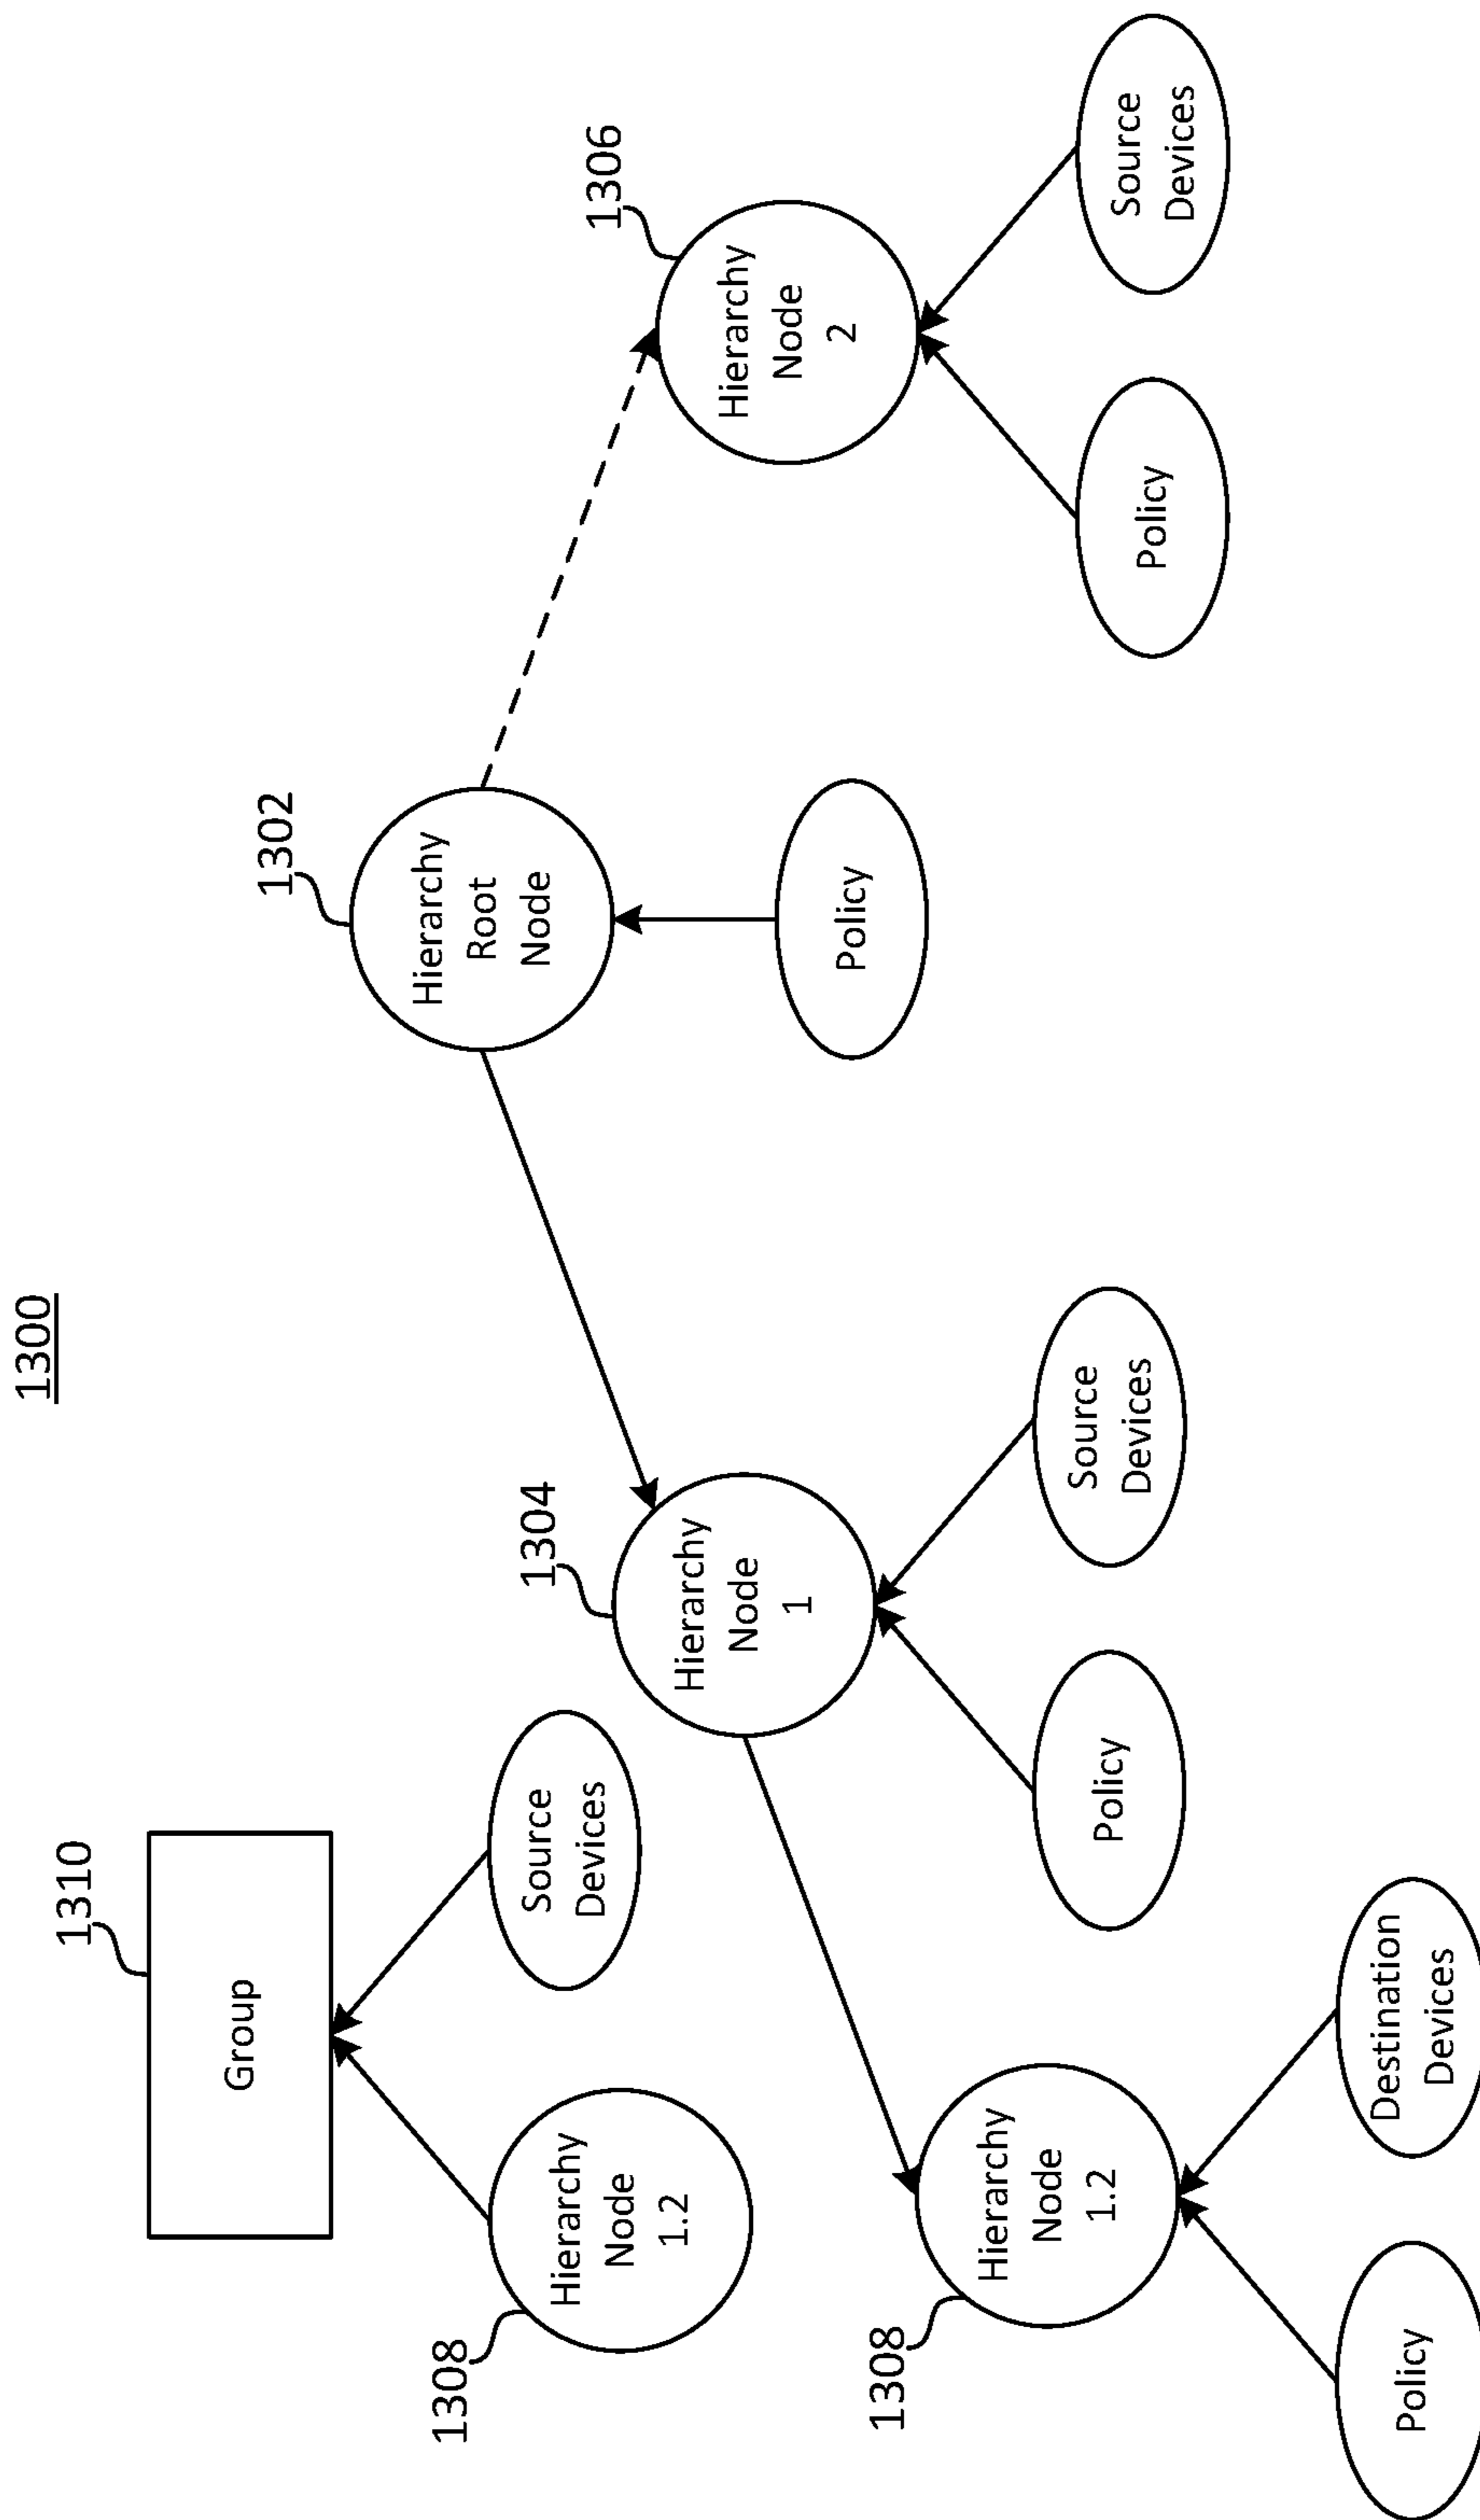 1300
1310
Group
1308
Hierarchy
Node
1.2
Source
Devices
1302
Hierarchy
Root
Node
Policy
1304
Hierarchy
Node
1
Policy
Source
Devices
1306
Hierarchy
Node
2
Policy
Source
Devices
1308
Hierarchy
Node
1.2
Policy
Destination
Devices